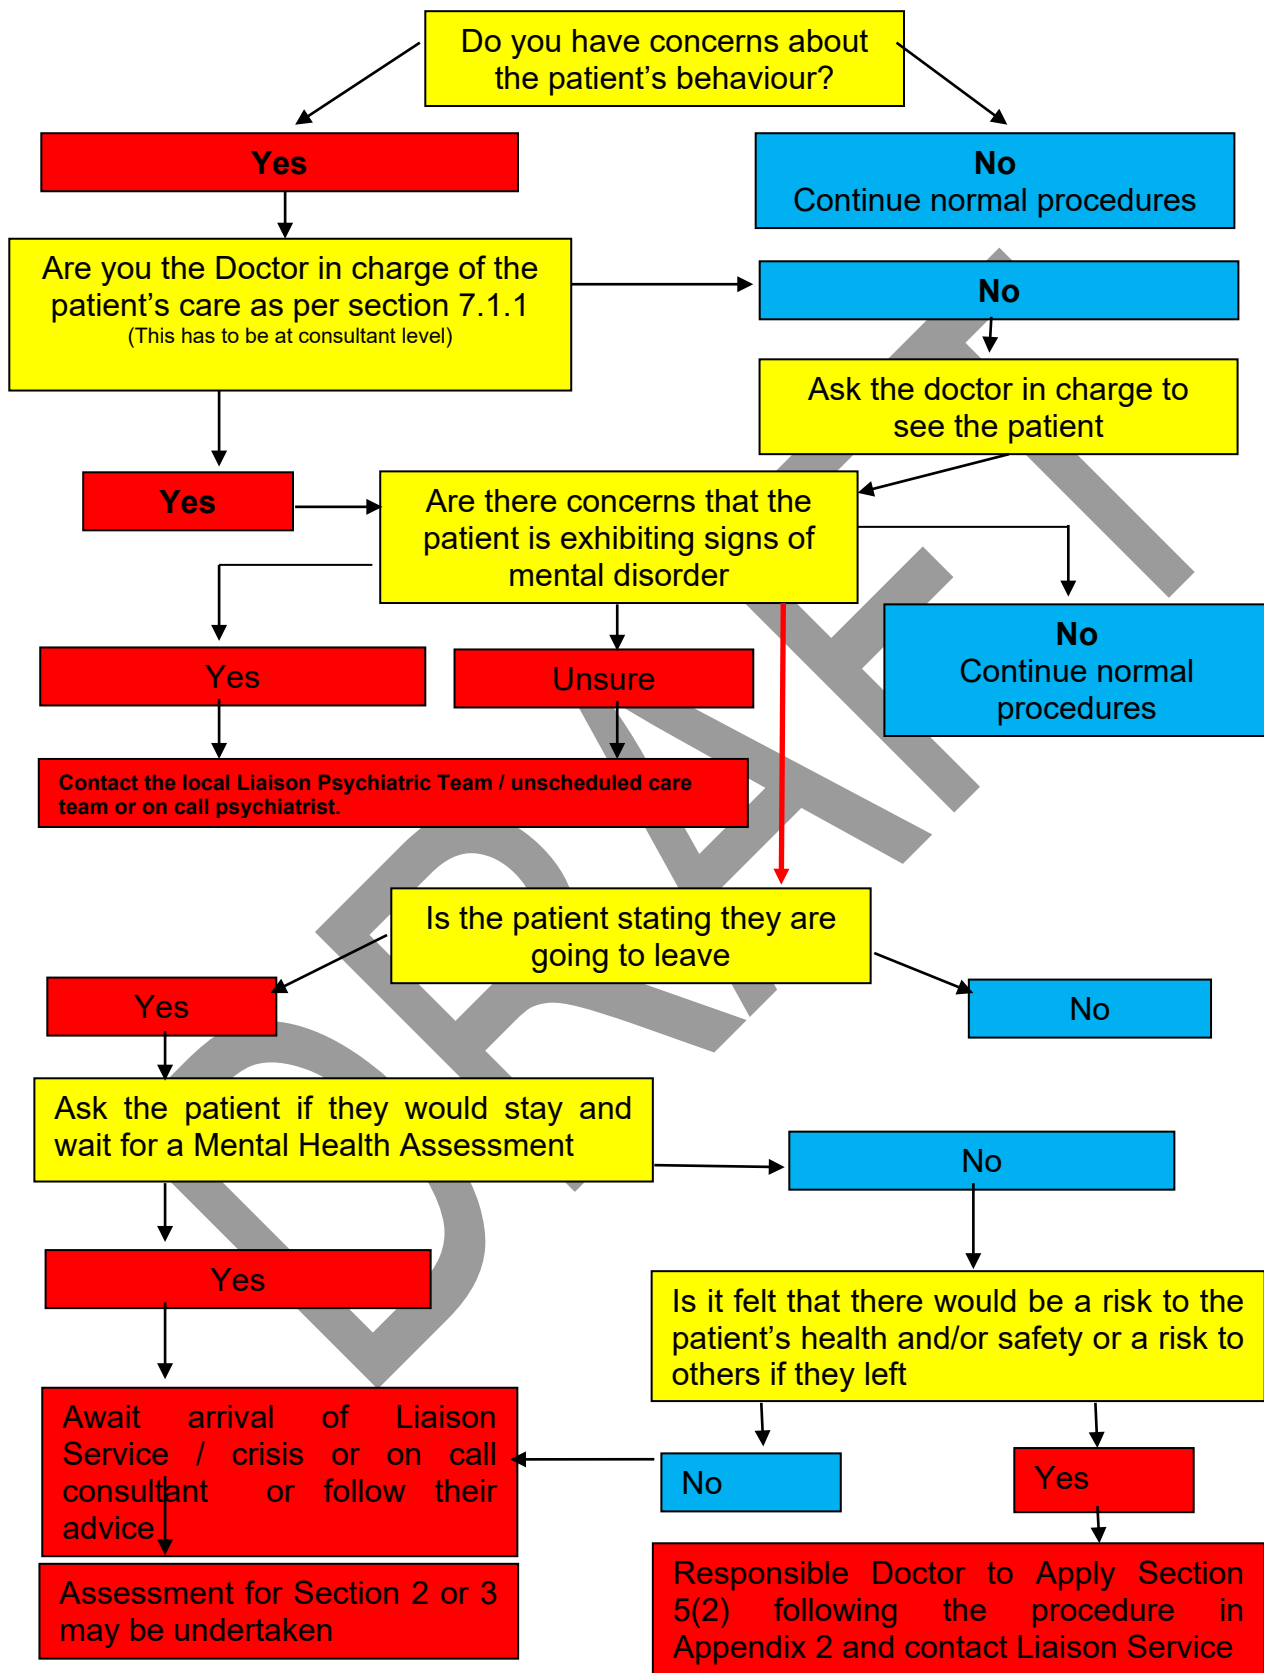 Do you have concerns about
the patient’s behaviour?
Yes
No
Continue normal procedures
Are you the Doctor in charge of the
patient’s care as per section 7.1.1
(This has to be at consultant level)
No
Ask the doctor in charge to
see the patient
Yes
Are there concerns that the
patient is exhibiting signs of
mental disorder
No
Continue normal
procedures
Yes
Unsure
Contact the local Liaison Psychiatric Team / unscheduled care
team or on call psychiatrist.
Is the patient stating they are
going to leave
Yes
No
Ask the patient if they would stay and
wait for a Mental Health Assessment
No
Yes
Is it felt that there would be a risk to the
patient’s health and/or safety or a risk to
others if they left
Await arrival of Liaison
Service / crisis or on call
consultant or follow their
advice
No
Yes
Assessment for Section 2 or 3
may be undertaken
Responsible Doctor to Apply Section
5(2) following the procedure in
Appendix 2 and contact Liaison Service
DRAFT